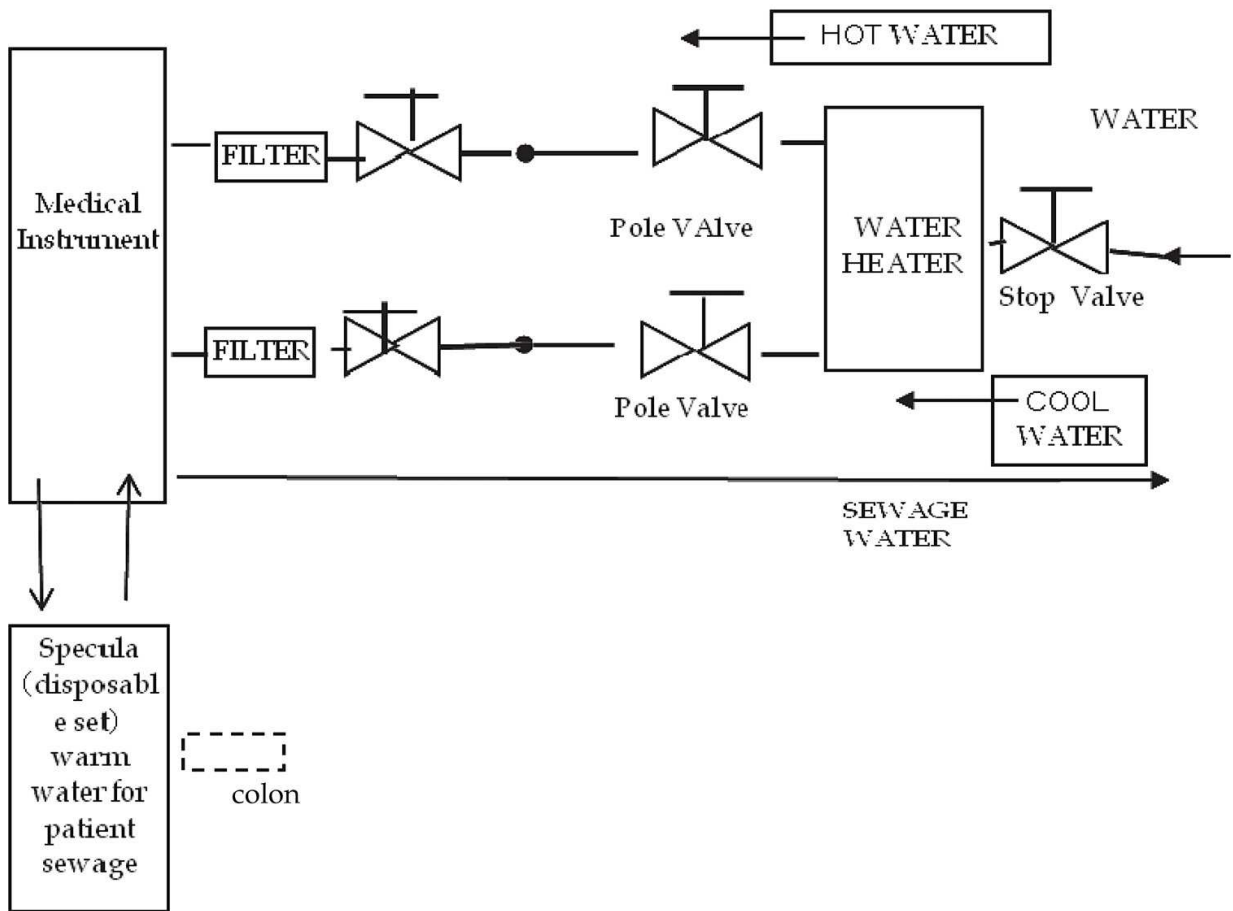 HOT WATER
WATER
FILTER
Medical
Instrument
Pole VAlve
WATER
HEATER
Stop Valve
FILTER
Pole Valve
COOL
WATER
SEWAGE
WATER
Specula
(disposabl
e set)
warm
water for
patient
sewage
colon